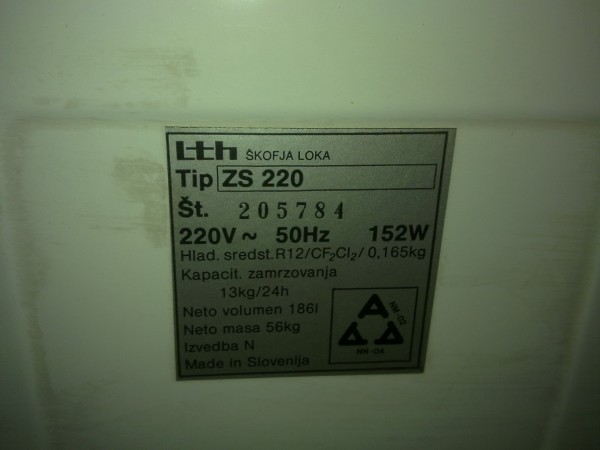 Lth ŠKOFJA LOKA
Tip ZS 220
Št. 205784
220V ~ 50Hz 152W
Hlad. sredst. R12/CF₂Cl₂/ 0,165kg
Kapacit. zamrzovanja
13kg/24h
Neto volumen 186l
Neto masa 56kg
Izvedba N
Made in Slovenija
A A A